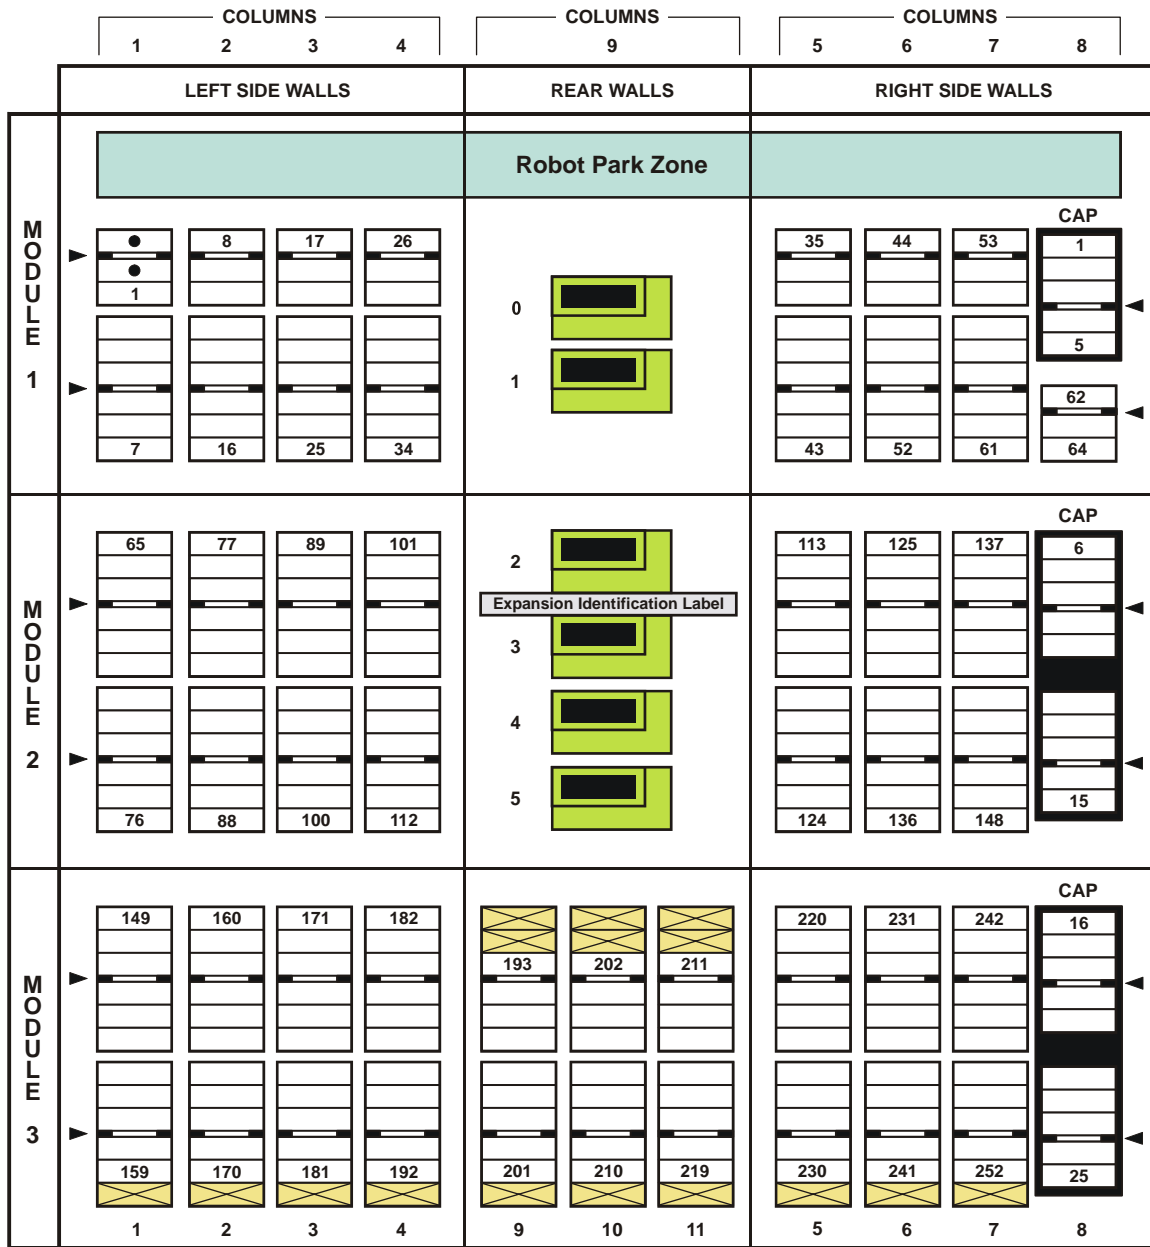 COLUMNS COLUMNS COLUMNS
1 2 3 4 9 5 6 7 8
LEFT SIDE WALLS REAR WALLS RIGHT SIDE WALLS
Robot Park Zone
MODULE 1
CAP
8 17 26 35 44 53 1
1
0
5
1
62
7 16 25 34 43 52 61 64
MODULE 2
CAP
65 77 89 101 2 113 125 137 6
Expansion Identification Label
3
4
5
76 88 100 112 124 136 148 15
MODULE 3
CAP
149 160 171 182 220 231 242 16
193 202 211
159 170 181 192 201 210 219 230 241 252 25
1 2 3 4 9 10 11 5 6 7 8